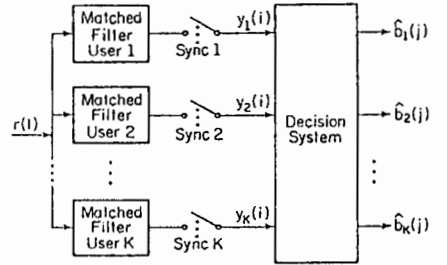 Matched
Filter
User 1
Sync 1
y₁(i)
b̂₁(j)
r(t)
Matched
Filter
User 2
Sync 2
y₂(i)
Decision
System
b̂₂(j)
Matched
Filter
User K
Sync K
yK(i)
b̂K(j)